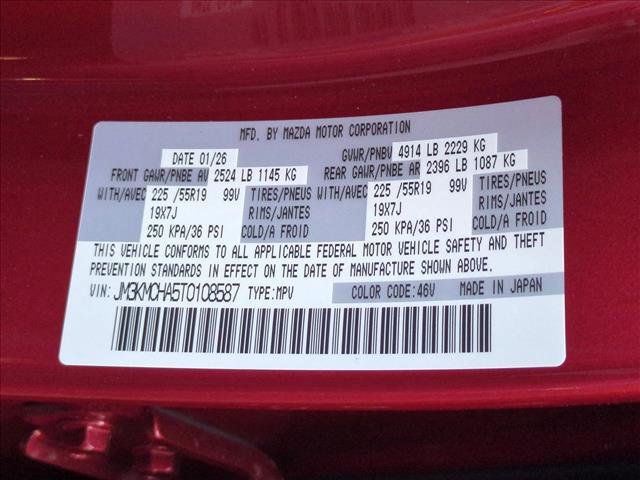 MFD. BY MAZDA MOTOR CORPORATION
DATE 01/26 GVWR/PNBV 4914 LB 2229 KG
FRONT GAWR/PNBE AV 2524 LB 1145 KG REAR GAWR/PNBE AR 2396 LB 1087 KG
WITH/AVEC 225 /55R19 99V TIRES/PNEUS WITH/AVEC 225 /55R19 99V TIRES/PNEUS
19X7J RIMS/JANTES 19X7J RIMS/JANTES
250 KPA/36 PSI COLD/A FROID 250 KPA/36 PSI COLD/A FROID
THIS VEHICLE CONFORMS TO ALL APPLICABLE FEDERAL MOTOR VEHICLE SAFETY AND THEFT
PREVENTION STANDARDS IN EFFECT ON THE DATE OF MANUFACTURE SHOWN ABOVE.
VIN: JM3KMCHA5T0108587 TYPE:MPV COLOR CODE:46V MADE IN JAPAN